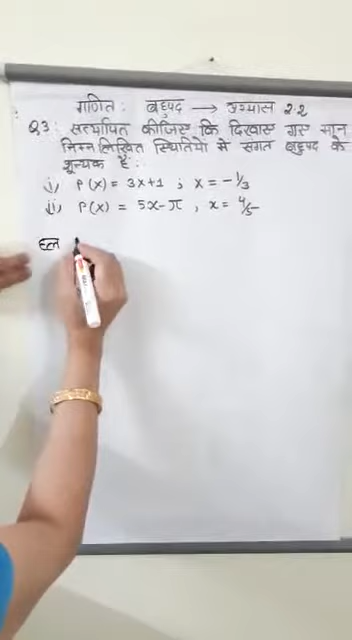 गणित: बहुपद → अभ्यास 2.2
Q3: सत्यापित कीजिए कि दिखाए गए मान
निम्नलिखित स्थितियों में संगत बहुपद के
शून्यक हैं:
(i) P(x) = 3x+1 ; x = -1/3
(ii) P(x) = 5x-π , x = 4/5
हल